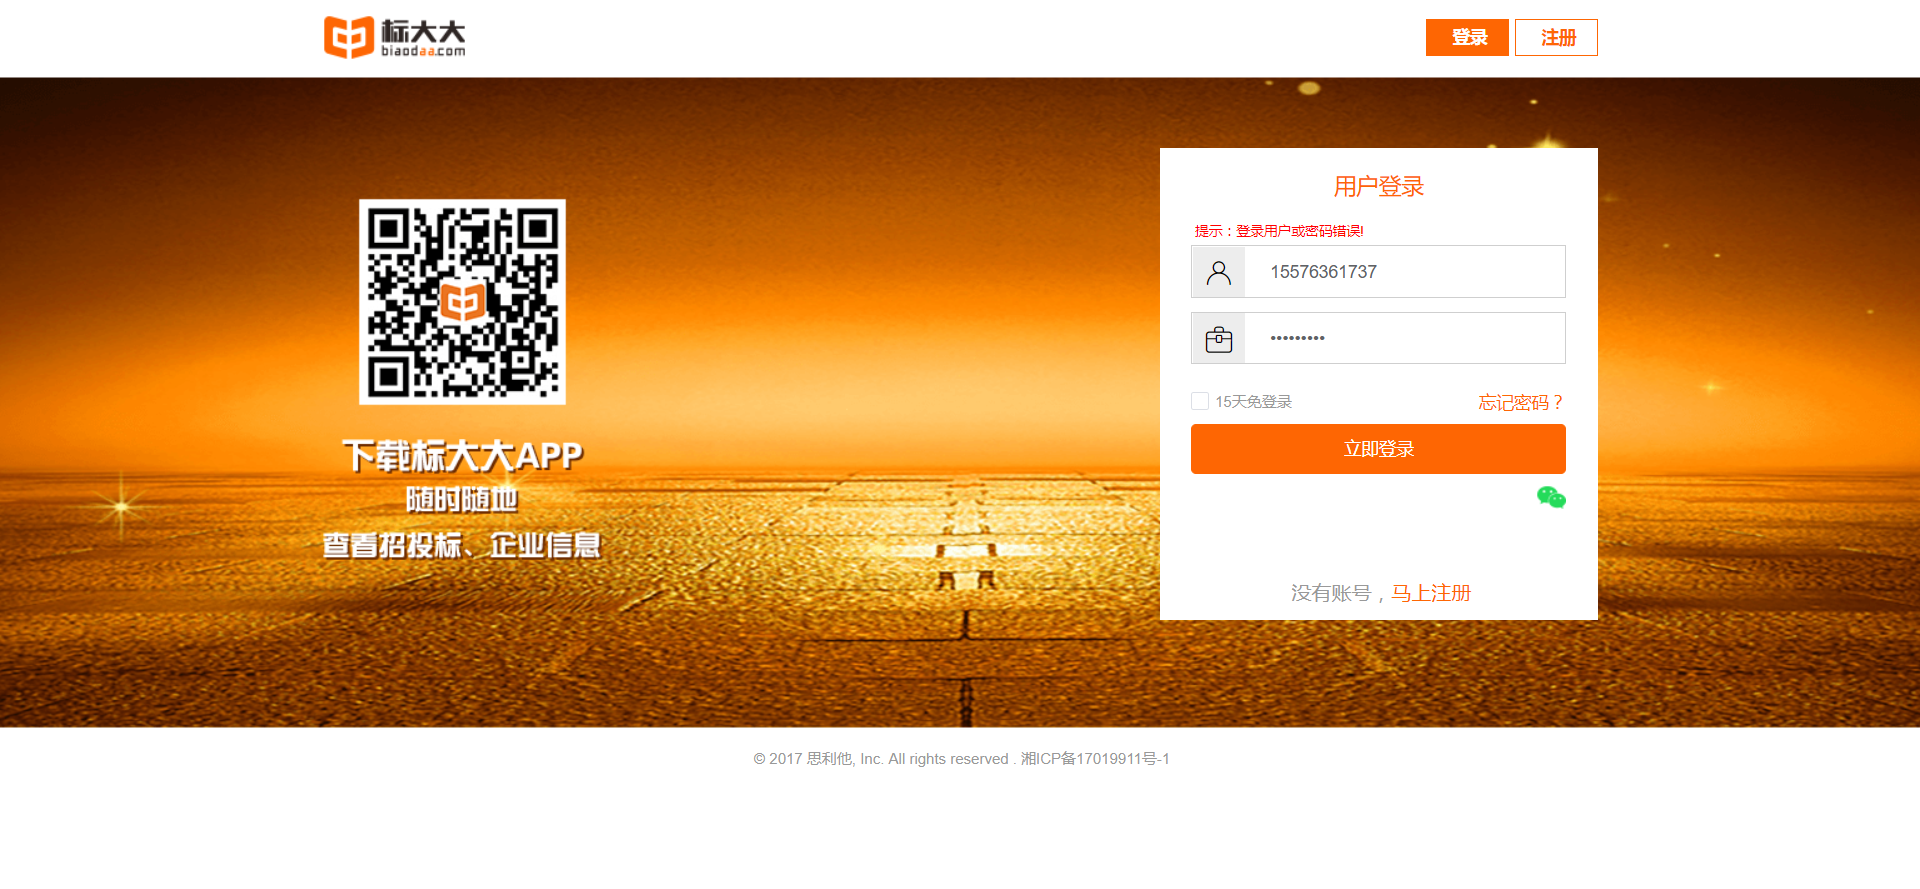 标大大
biaodaa.com
登录
注册
用户登录
提示：登录用户或密码错误!
15576361737
•••••••••
15天免登录
忘记密码？
立即登录
没有账号，马上注册
下载标大大APP
随时随地
查看招投标、企业信息
© 2017 思利他, Inc. All rights reserved . 湘ICP备17019911号-1